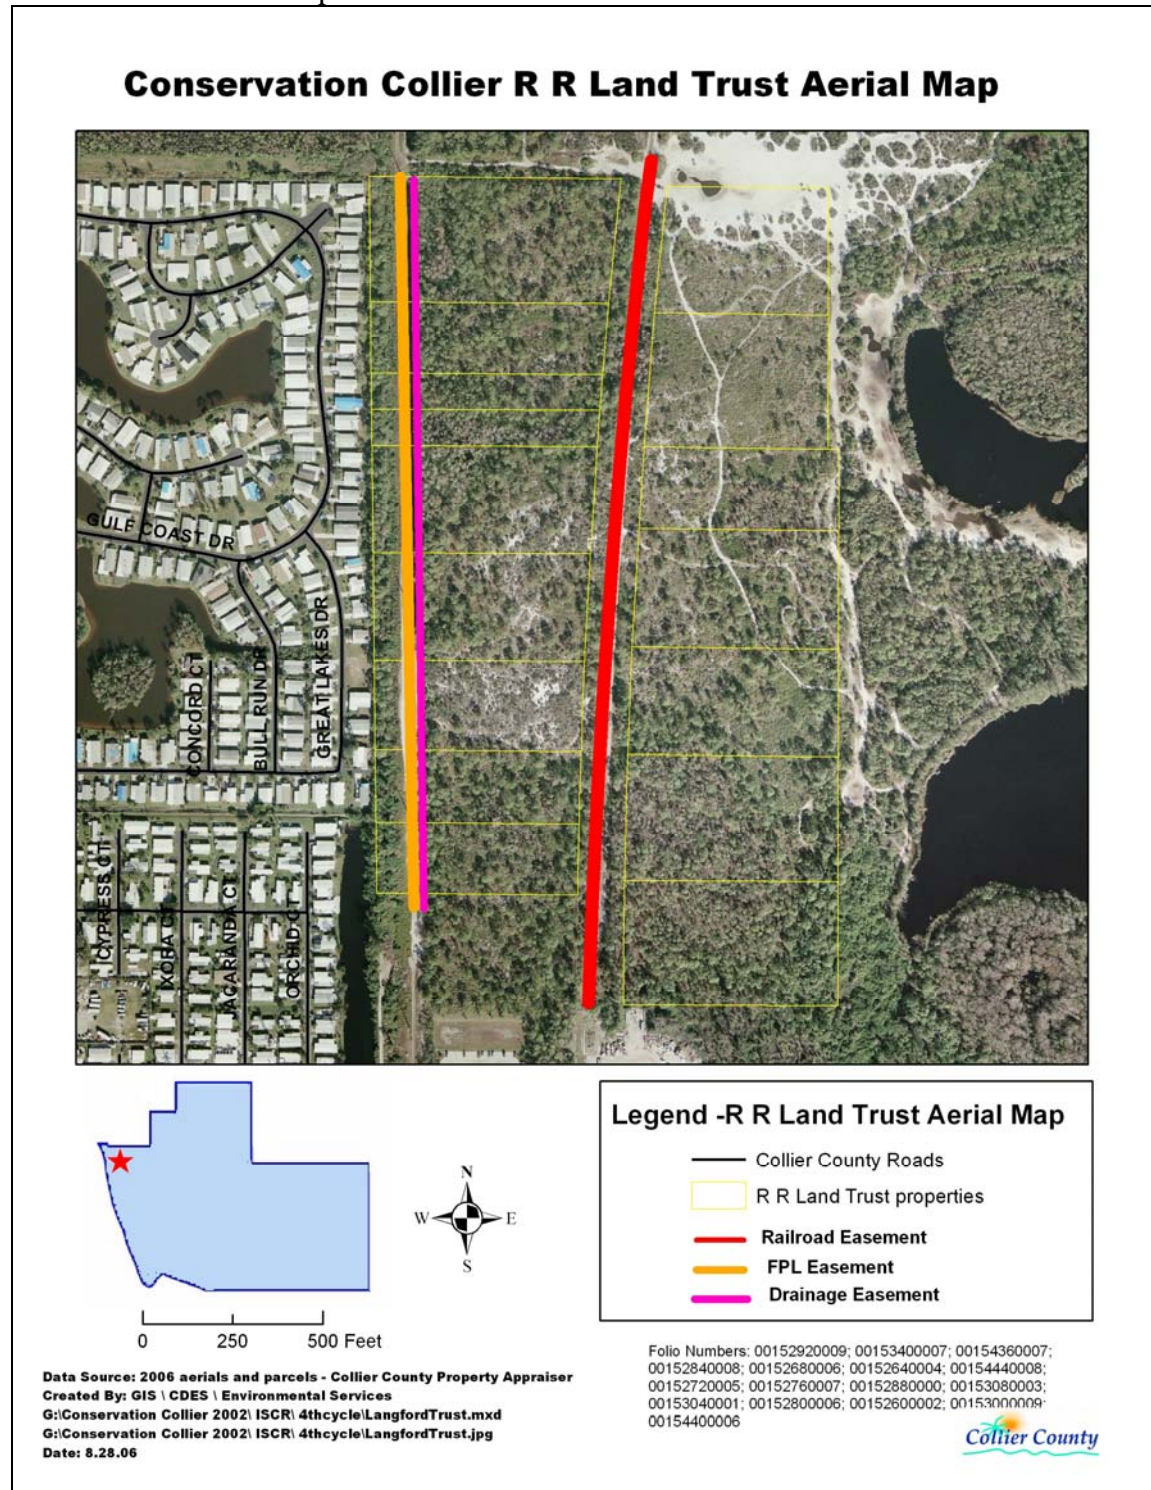 Conservation Collier R R Land Trust Aerial Map
GULF COAST DR
CONCORD CT
BULL RUN DR
GREAT LAKES DR
CYPRESS CT
IXORA CT
JACARANDA CT
ORCHID CT
Legend -R R Land Trust Aerial Map
Collier County Roads
R R Land Trust properties
Railroad Easement
FPL Easement
Drainage Easement
N
W E
S
0 250 500 Feet
Data Source: 2006 aerials and parcels - Collier County Property Appraiser
Created By: GIS \ CDES \ Environmental Services
G:\Conservation Collier 2002\ ISCR\ 4thcycle\LangfordTrust.mxd
G:\Conservation Collier 2002\ ISCR\ 4thcycle\LangfordTrust.jpg
Date: 8.28.06
Folio Numbers: 00152920009; 00153400007; 00154360007;
00152840008; 00152680006; 00152640004; 00154440008;
00152720005; 00152760007; 00152880000; 00153080003;
00153040001; 00152800006; 00152600002; 00153000009;
00154400006
Collier County